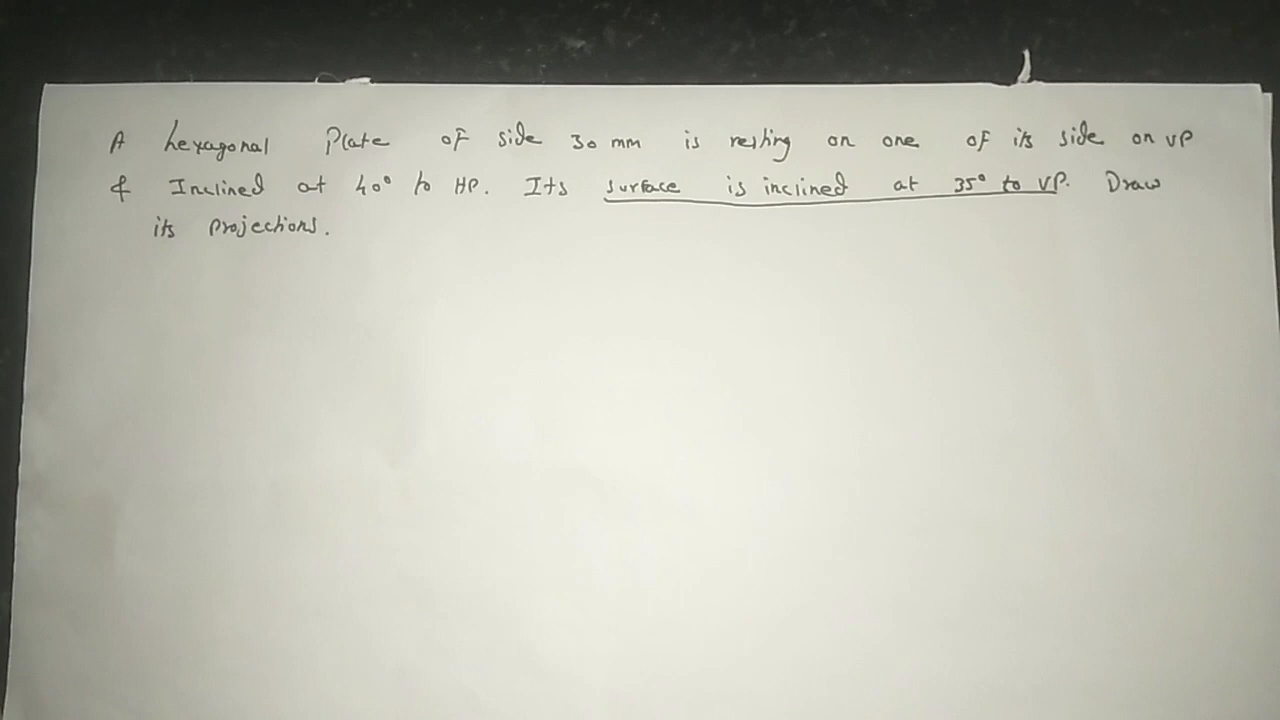 A hexagonal Plate of side 30 mm is resting on one of its side on VP
& Inclined at 40° to HP. Its surface is inclined at 35° to VP. Draw
its projections.